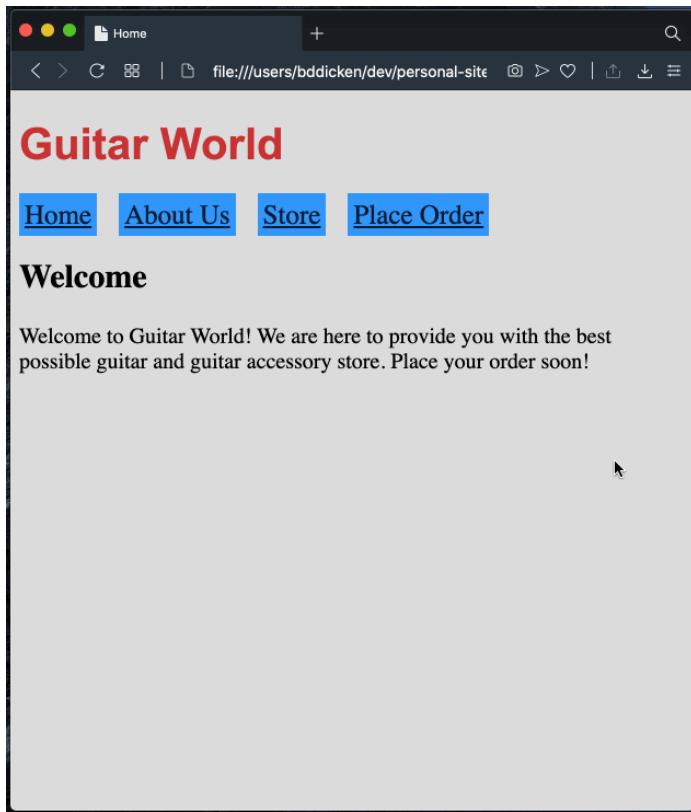 Home
file:///users/bddicken/dev/personal-site
Guitar World
Home About Us Store Place Order
Welcome
Welcome to Guitar World! We are here to provide you with the best
possible guitar and guitar accessory store. Place your order soon!